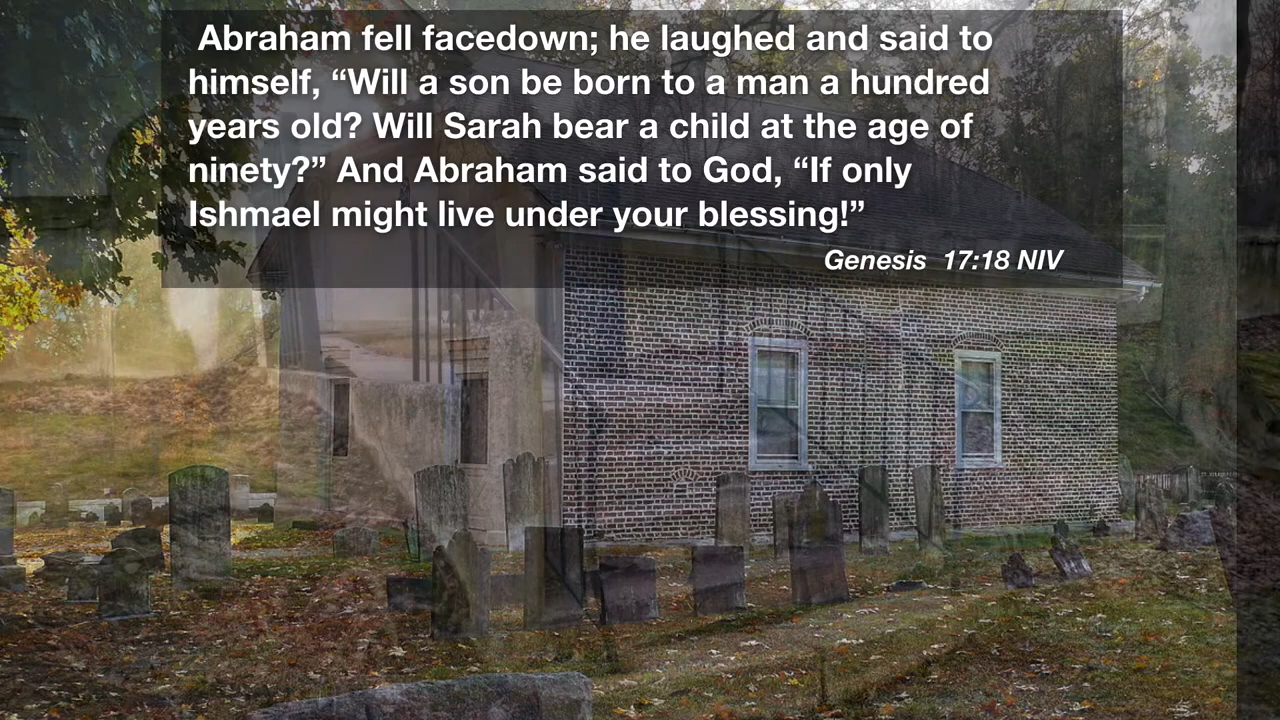 Abraham fell facedown; he laughed and said to
himself, “Will a son be born to a man a hundred
years old? Will Sarah bear a child at the age of
ninety?” And Abraham said to God, “If only
Ishmael might live under your blessing!”
Genesis 17:18 NIV